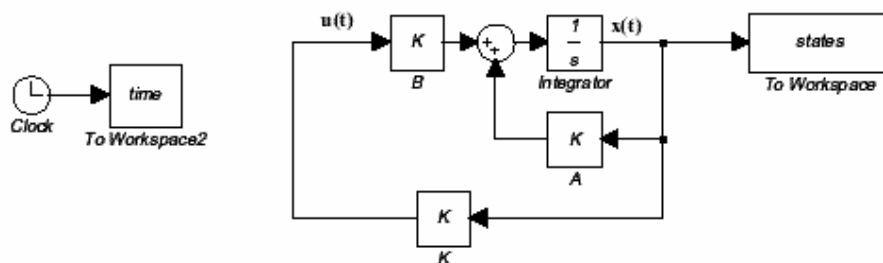 u(t)
K
B
+
+
1
s
Integrator
x(t)
states
To Workspace
Clock
time
To Workspace2
K
A
K
K